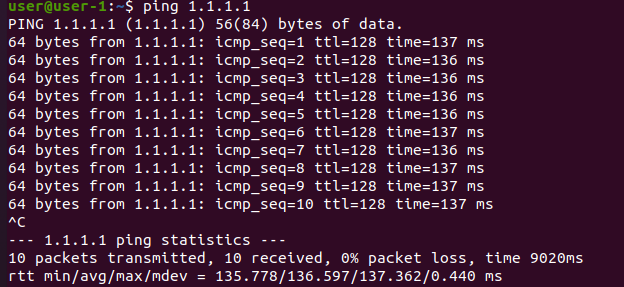 user@user-1:~$ ping 1.1.1.1
PING 1.1.1.1 (1.1.1.1) 56(84) bytes of data.
64 bytes from 1.1.1.1: icmp_seq=1 ttl=128 time=137 ms
64 bytes from 1.1.1.1: icmp_seq=2 ttl=128 time=136 ms
64 bytes from 1.1.1.1: icmp_seq=3 ttl=128 time=136 ms
64 bytes from 1.1.1.1: icmp_seq=4 ttl=128 time=136 ms
64 bytes from 1.1.1.1: icmp_seq=5 ttl=128 time=136 ms
64 bytes from 1.1.1.1: icmp_seq=6 ttl=128 time=137 ms
64 bytes from 1.1.1.1: icmp_seq=7 ttl=128 time=136 ms
64 bytes from 1.1.1.1: icmp_seq=8 ttl=128 time=137 ms
64 bytes from 1.1.1.1: icmp_seq=9 ttl=128 time=137 ms
64 bytes from 1.1.1.1: icmp_seq=10 ttl=128 time=137 ms
^C
--- 1.1.1.1 ping statistics ---
10 packets transmitted, 10 received, 0% packet loss, time 9020ms
rtt min/avg/max/mdev = 135.778/136.597/137.362/0.440 ms